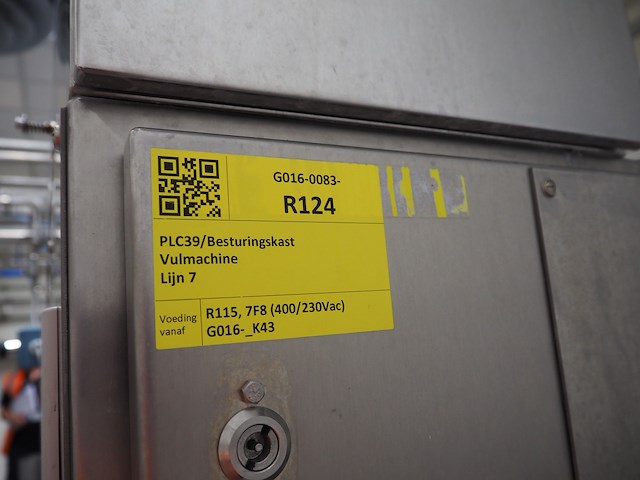 G016-0083-
R124
PLC39/Besturingskast
Vulmachine
Lijn 7
Voeding
vanaf
R115, 7F8 (400/230Vac)
G016-_K43